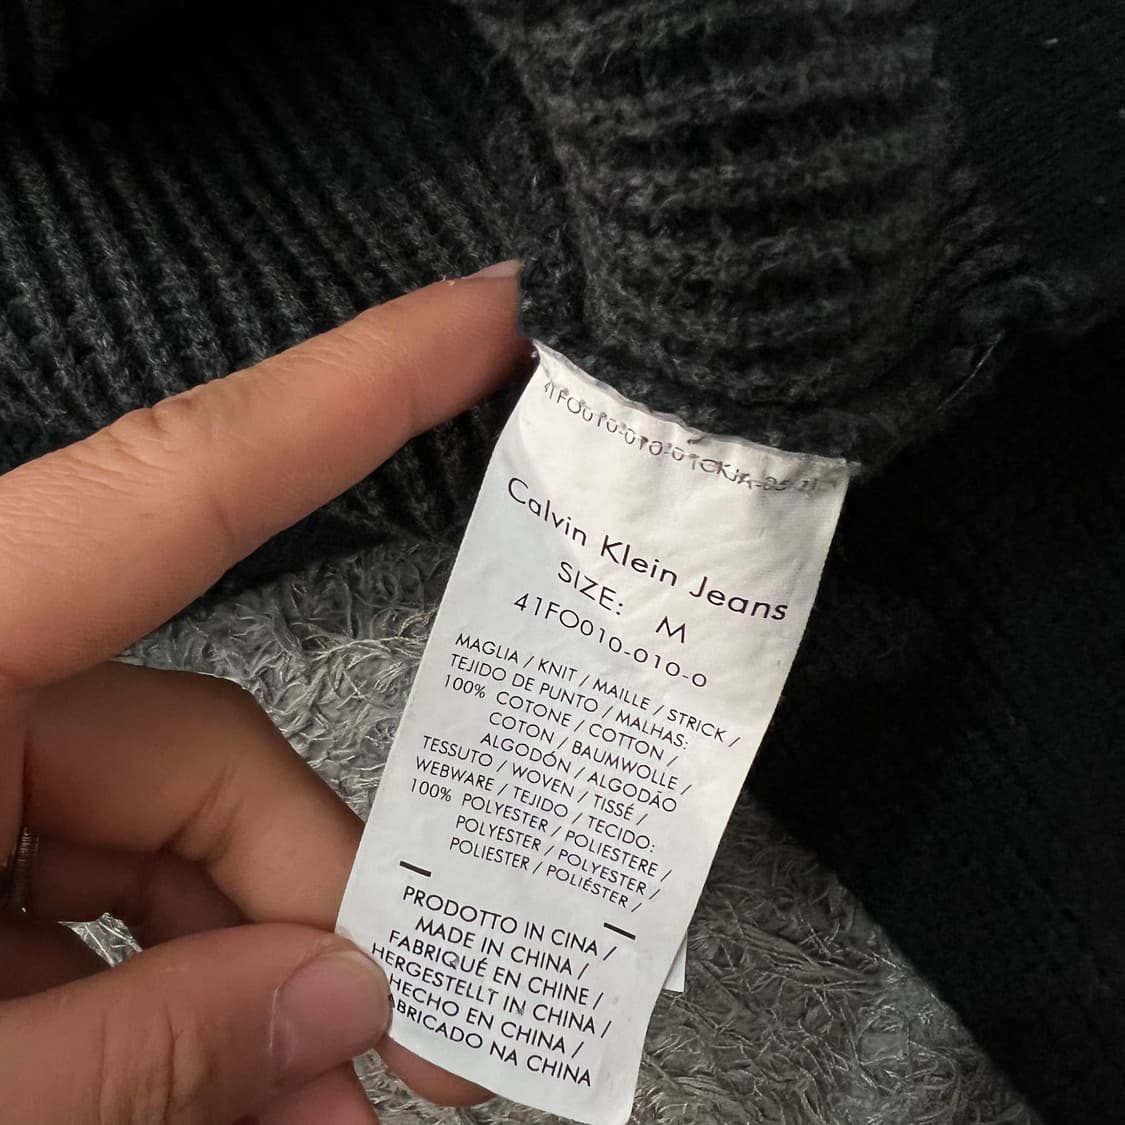 Calvin Klein Jeans
SIZE: M
41FO010-010-0
MAGLIA / KNIT / MAILLE / STRICK /
TEJIDO DE PUNTO / MALHAS:
100% COTONE / COTTON /
COTON / BAUMWOLLE /
ALGODÓN / ALGODÃO
TESSUTO / WOVEN / TISSÉ /
WEBWARE / TEJIDO / TECIDO:
100% POLYESTER / POLIESTERE /
POLYESTER / POLYESTER /
POLIESTER / POLIÉSTER /
PRODOTTO IN CINA /
MADE IN CHINA /
FABRIQUÉ EN CHINE /
HERGESTELLT IN CHINA /
HECHO EN CHINA /
ABRICADO NA CHINA